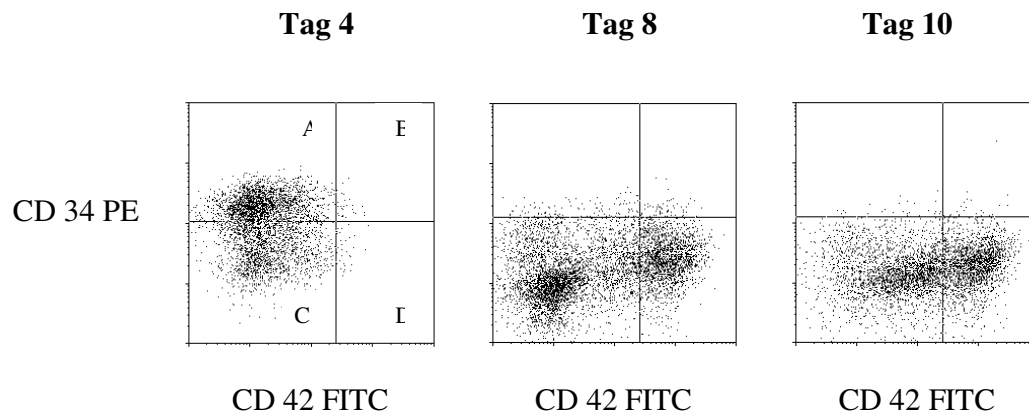 Tag 4 Tag 8 Tag 10
A
CD 34 PE
C
CD 42 FITC CD 42 FITC CD 42 FITC